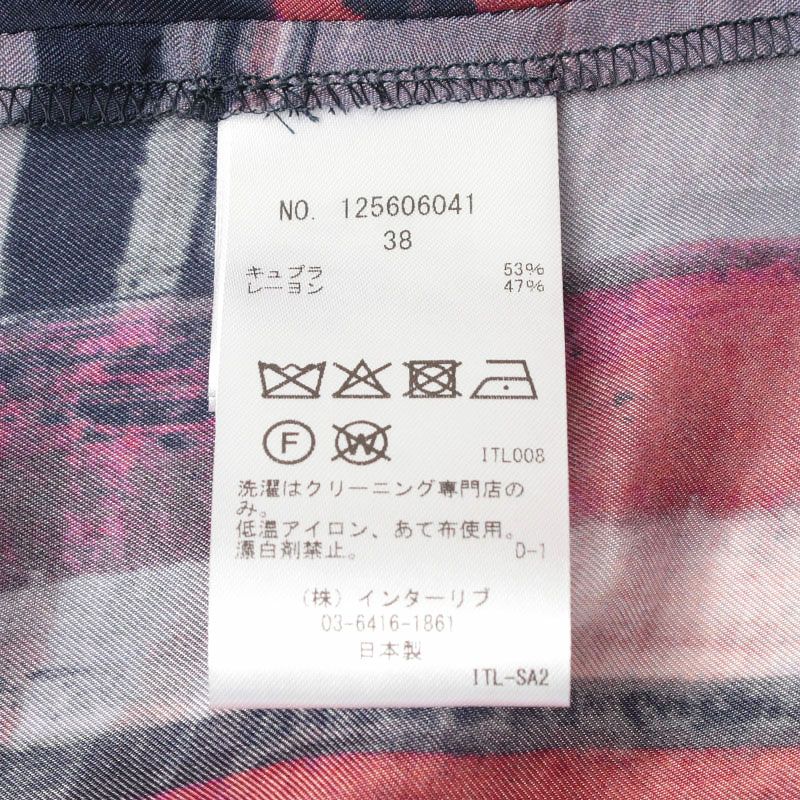 NO. 125606041
38
キュプラ 53%
レーヨン 47%
F W
ITL008
洗濯はクリーニング専門店の
み。
低温アイロン、あて布使用。
漂白剤禁止。 D-1
(株) インターリブ
03-6416-1861
日本製
ITL-SA2